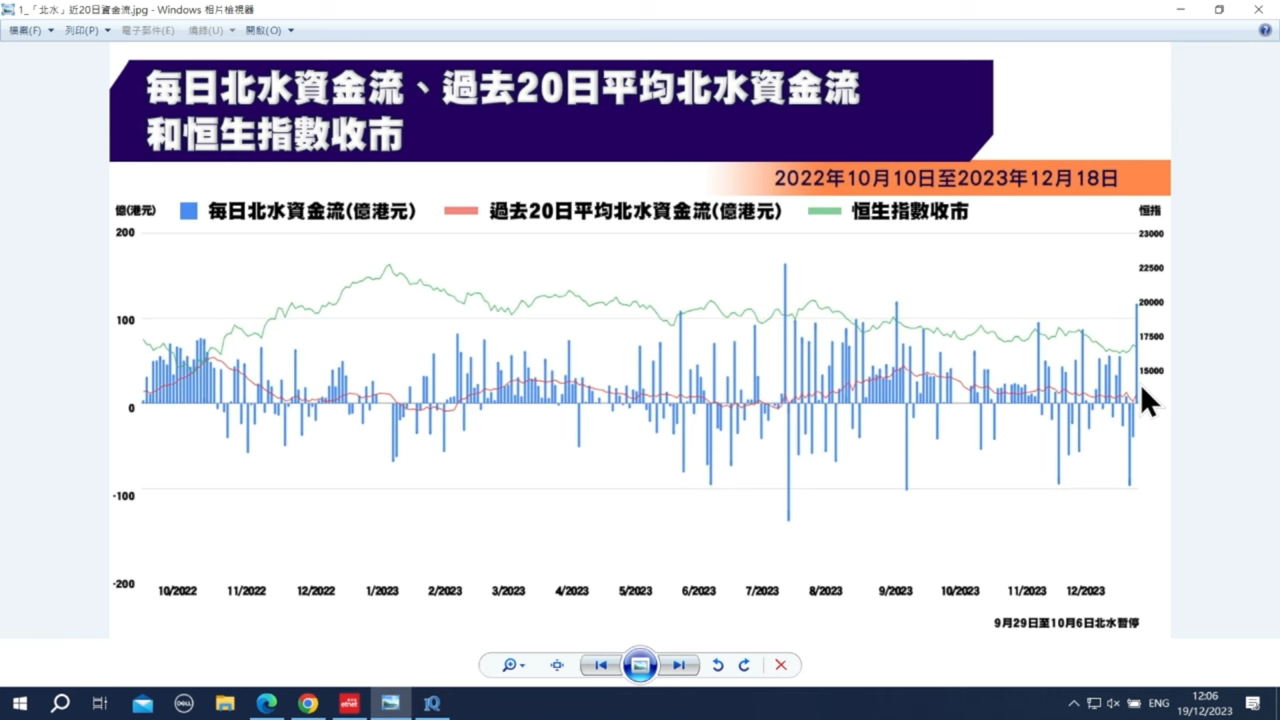 1_「北水」近20日資金流.jpg - Windows 相片檢視器
檔案(F) 列印(P) 電子郵件(E) 燒錄(U) 開啟(O)
每日北水資金流、過去20日平均北水資金流
和恒生指數收市
2022年10月10日至2023年12月18日
億(港元) 每日北水資金流(億港元) 過去20日平均北水資金流(億港元) 恒生指數收市 恒指
200 23000
22500
20000
100
17500
15000
0
-100
-200
10/2022 11/2022 12/2022 1/2023 2/2023 3/2023 4/2023 5/2023 6/2023 7/2023 8/2023 9/2023 10/2023 11/2023 12/2023
9月29日至10月6日北水暫停
DELL etnet IQ ENG 12:06
19/12/2023